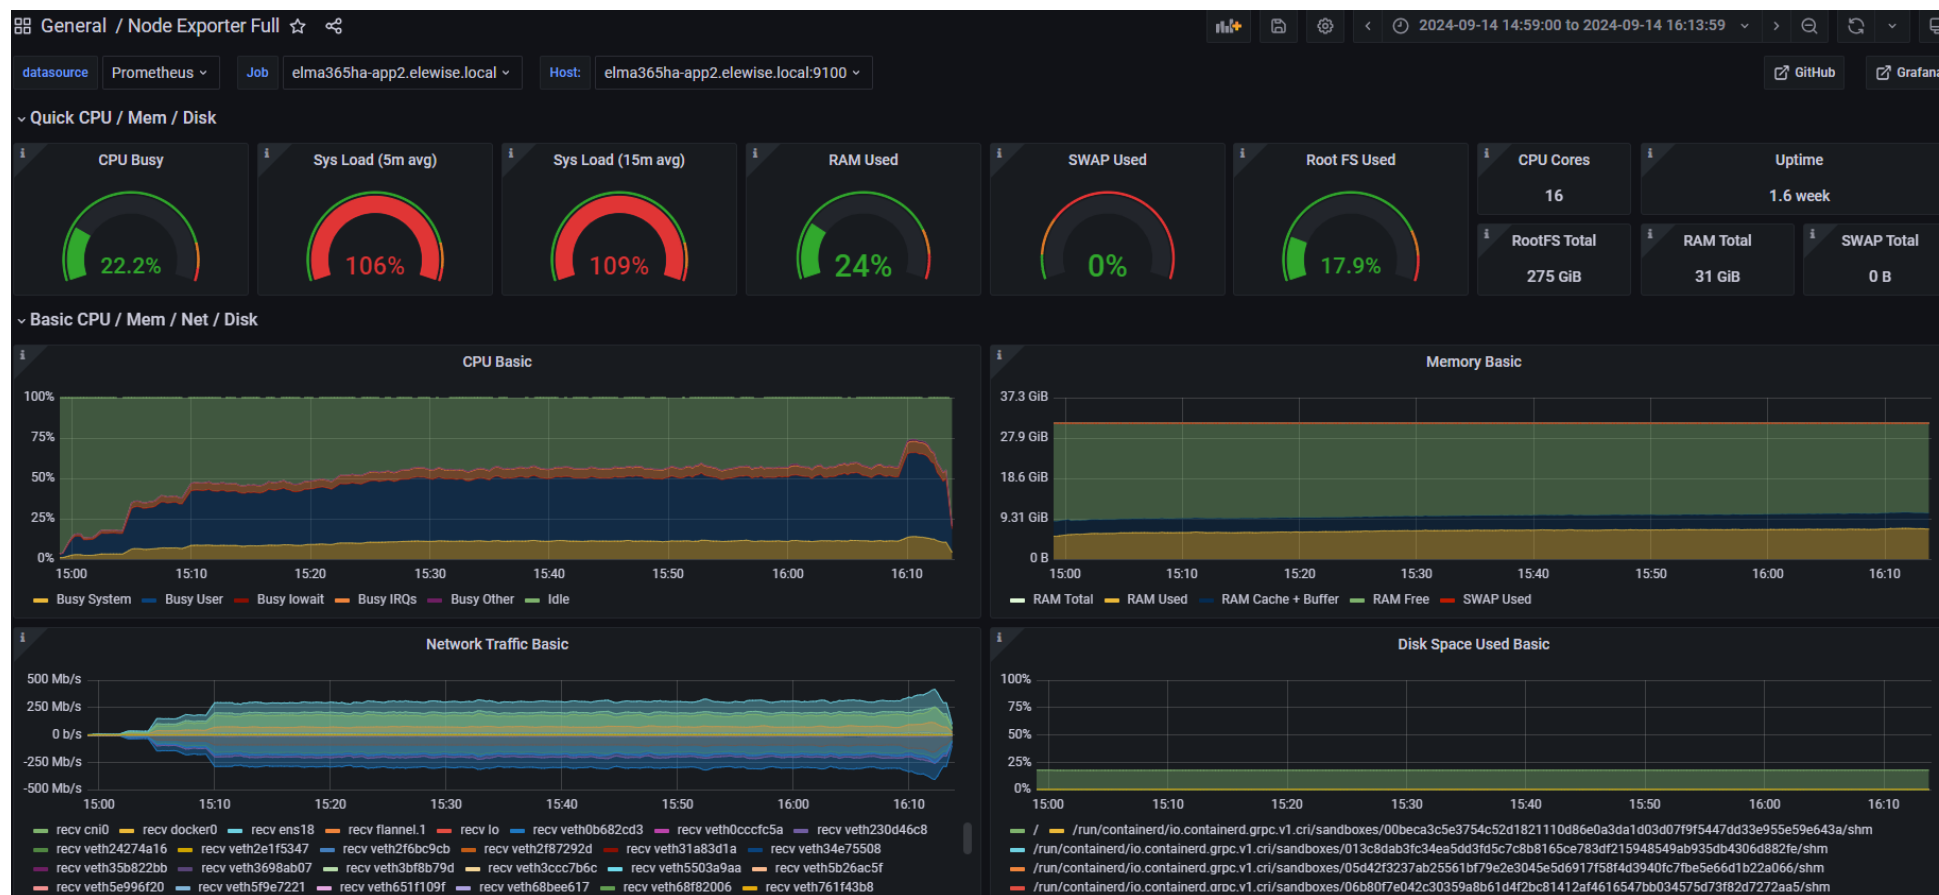 General / Node Exporter Full
2024-09-14 14:59:00 to 2024-09-14 16:13:59
datasource Prometheus Job elma365ha-app2.elewise.local Host: elma365ha-app2.elewise.local:9100 GitHub Grafana
Quick CPU / Mem / Disk
CPU Busy
22.2%
Sys Load (5m avg)
106%
Sys Load (15m avg)
109%
RAM Used
24%
SWAP Used
0%
Root FS Used
17.9%
CPU Cores
16
Uptime
1.6 week
RootFS Total
275 GiB
RAM Total
31 GiB
SWAP Total
0 B
Basic CPU / Mem / Net / Disk
CPU Basic
100%
75%
50%
25%
0%
15:00 15:10 15:20 15:30 15:40 15:50 16:00 16:10
Busy System Busy User Busy Iowait Busy IRQs Busy Other Idle
Memory Basic
37.3 GiB
27.9 GiB
18.6 GiB
9.31 GiB
0 B
15:00 15:10 15:20 15:30 15:40 15:50 16:00 16:10
RAM Total RAM Used RAM Cache + Buffer RAM Free SWAP Used
Network Traffic Basic
500 Mb/s
250 Mb/s
0 b/s
-250 Mb/s
-500 Mb/s
15:00 15:10 15:20 15:30 15:40 15:50 16:00 16:10
recv cni0 recv docker0 recv ens18 recv flannel.1 recv lo recv veth0b682cd3 recv veth0cccfc5a recv veth230d46c8
recv veth24274a16 recv veth2e1f5347 recv veth2f6bc9cb recv veth2f87292d recv veth31a83d1a recv veth34e75508
recv veth35b822bb recv veth3698ab07 recv veth3bf8b79d recv veth3ccc7b6c recv veth5503a9aa recv veth5b26ac5f
recv veth5e996f20 recv veth5f9e7221 recv veth651f109f recv veth68bee617 recv veth68f82006 recv veth761f43b8
Disk Space Used Basic
100%
75%
50%
25%
0%
15:00 15:10 15:20 15:30 15:40 15:50 16:00 16:10
/ /run/containerd/io.containerd.grpc.v1.cri/sandboxes/00beca3c5e3754c52d1821110d86e0a3da1d03d07f9f5447dd33e955e59e643a/shm
/run/containerd/io.containerd.grpc.v1.cri/sandboxes/013c8dab3fc34ea5dd3fd5c7c8b8165ce783df215948549ab935db4306d882fe/shm
/run/containerd/io.containerd.grpc.v1.cri/sandboxes/05d42f3237ab25561bf79e2e3045e5d6917f58f4d3940fc7fbe5e66d1b22a066/shm
/run/containerd/io.containerd.grpc.v1.cri/sandboxes/06b80f7e042c30359a8b61d4f2bc81412af4616547bb034575d73f82d7272aa5/shm